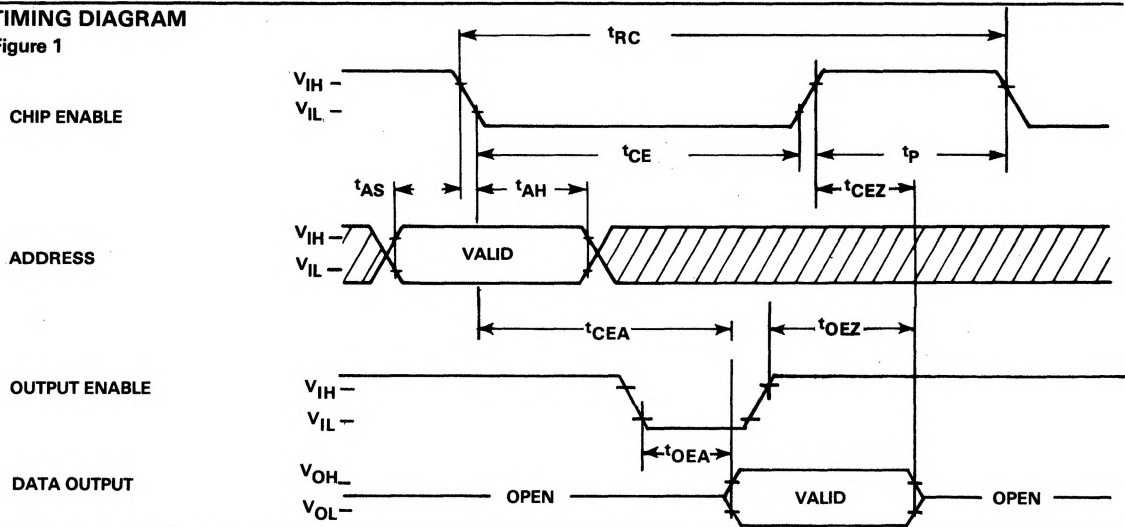 TIMING DIAGRAM
Figure 1
tRC
VIH
VIL
CHIP ENABLE
tCE
tP
tAS
tAH
tCEZ
VIH
VIL
ADDRESS
VALID
tCEA
tOEZ
OUTPUT ENABLE
VIH
VIL
tOEA
DATA OUTPUT
VOH
VOL
OPEN
VALID
OPEN